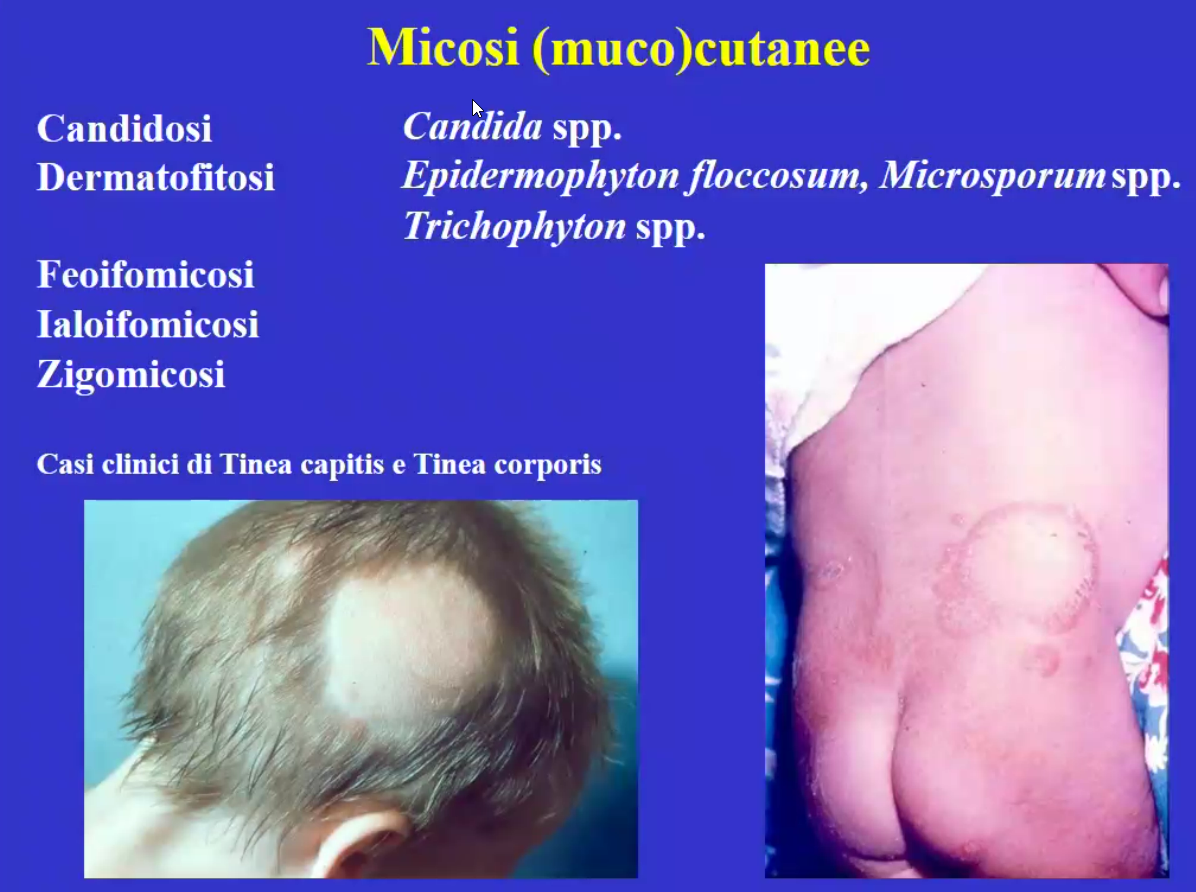 Micosi (muco)cutanee
Candidosi Candida spp.
Dermatofitosi Epidermophyton floccosum, Microsporum spp.
Trichophyton spp.
Feoifomicosi
Ialoifomicosi
Zigomicosi
Casi clinici di Tinea capitis e Tinea corporis